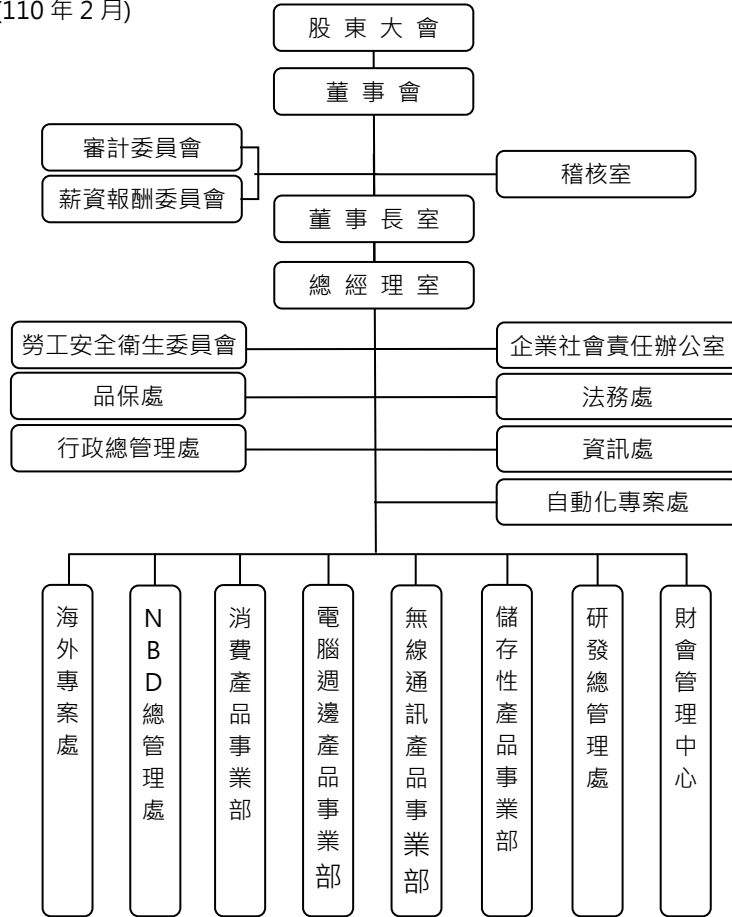 (110 年 2 月)
股 東 大 會
董 事 會
審計委員會
稽核室
薪資報酬委員會
董 事 長 室
總 經 理 室
勞工安全衛生委員會
企業社會責任辦公室
品保處
法務處
行政總管理處
資訊處
自動化專案處
海外專案處
NBD總管理處
消費產品事業部
電腦週邊產品事業部
無線通訊產品事業部
儲存性產品事業部
研發總管理處
財會管理中心